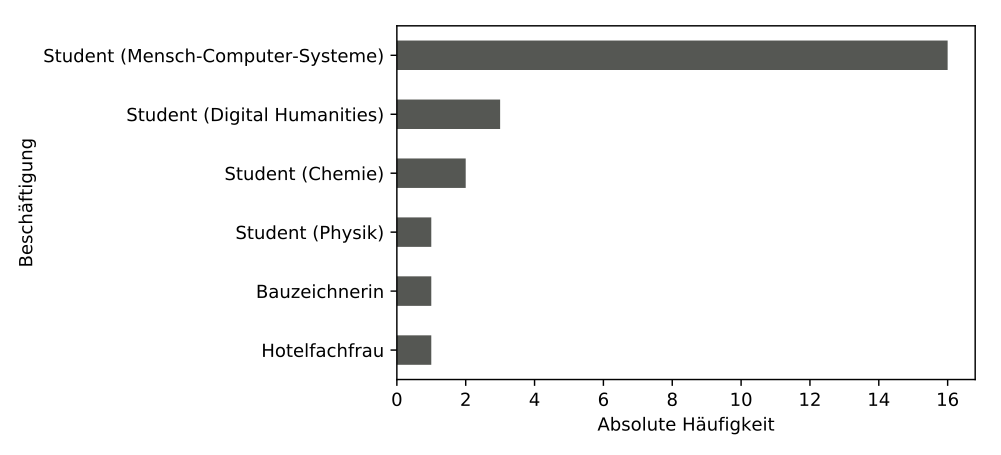 Student (Mensch-Computer-Systeme)
Student (Digital Humanities)
Student (Chemie)
Student (Physik)
Bauzeichnerin
Hotelfachfrau
Beschäftigung
0 2 4 6 8 10 12 14 16
Absolute Häufigkeit